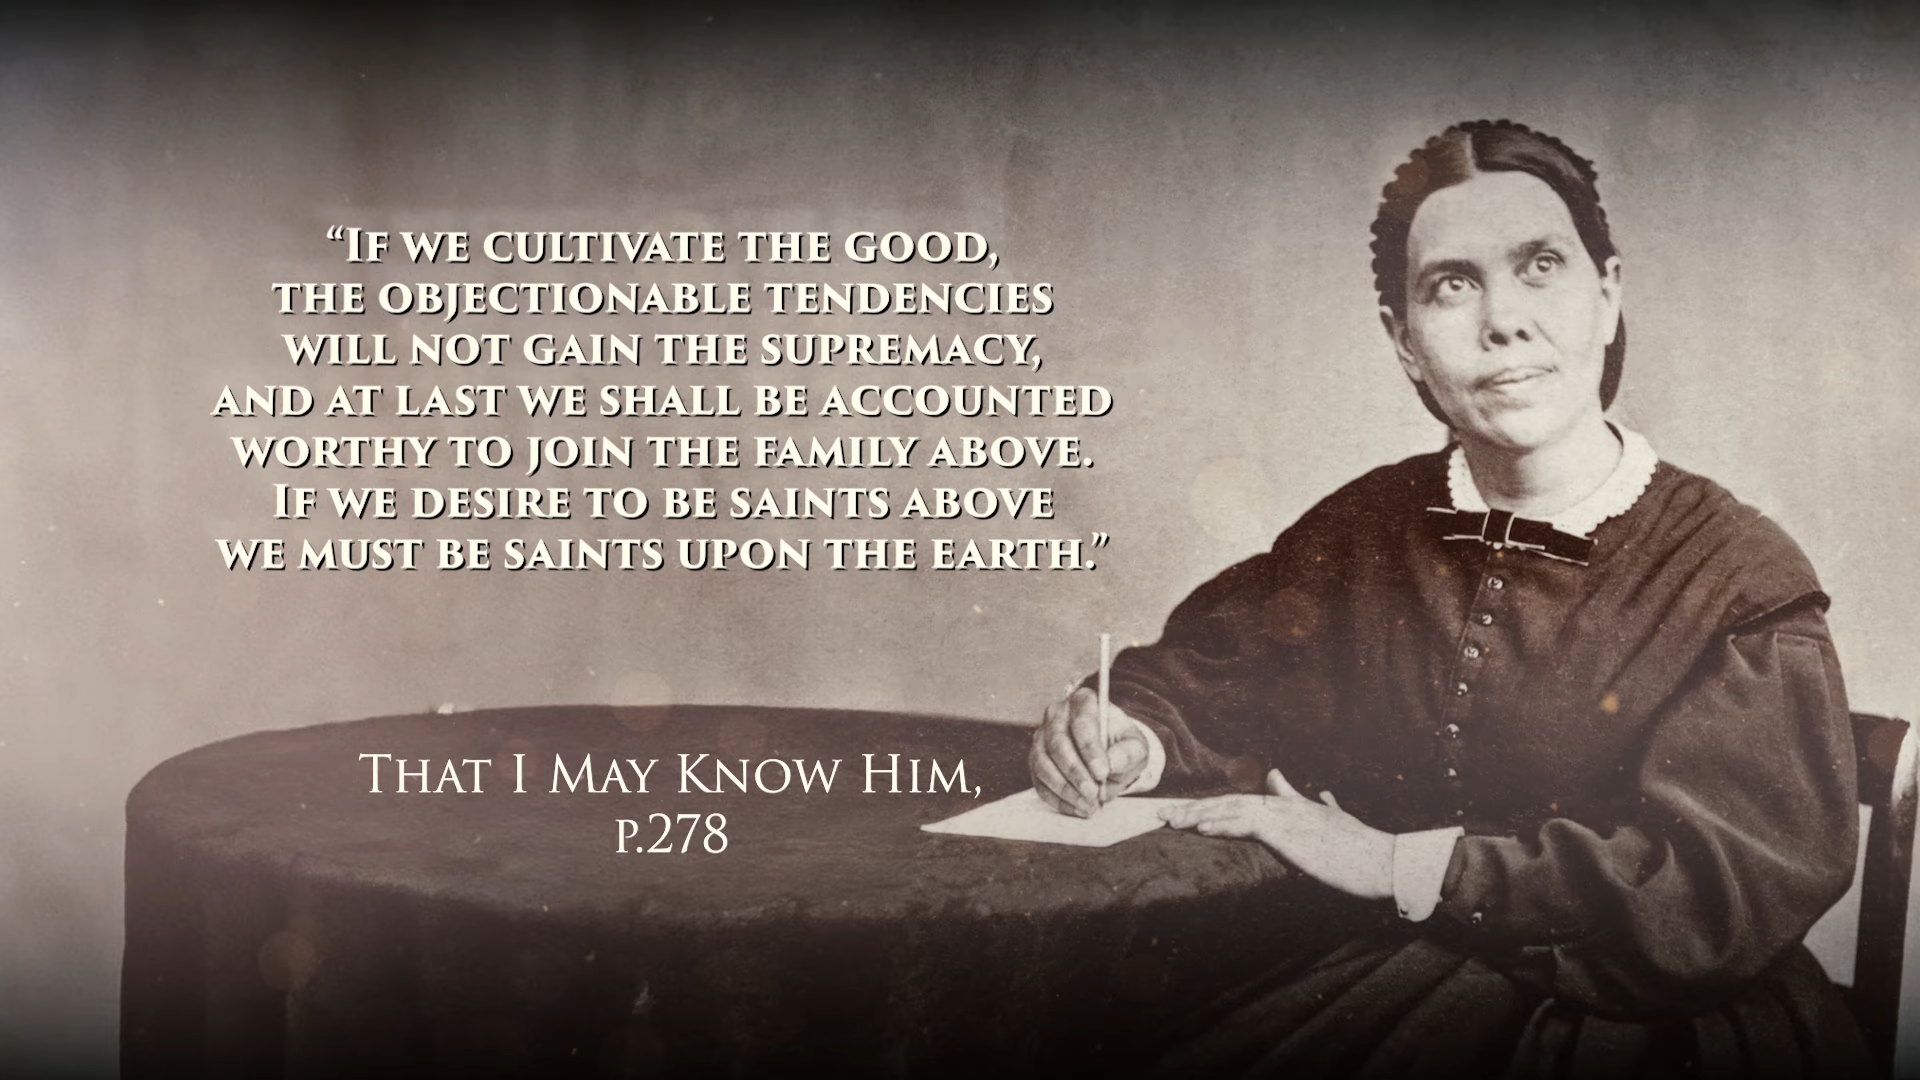 “If we cultivate the good,
the objectionable tendencies
will not gain the supremacy,
and at last we shall be accounted
worthy to join the family above.
If we desire to be saints above
we must be saints upon the earth.”
That I May Know Him,
p.278